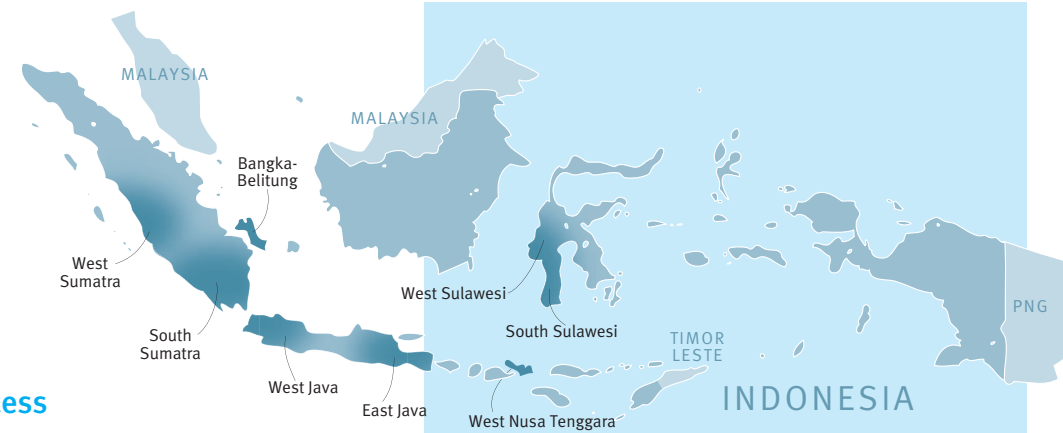 MALAYSIA
MALAYSIA
Bangka-
Belitung
West
Sumatra
West Sulawesi
PNG
South
Sumatra
South Sulawesi
TIMOR
LESTE
West Java
INDONESIA
East Java
West Nusa Tenggara